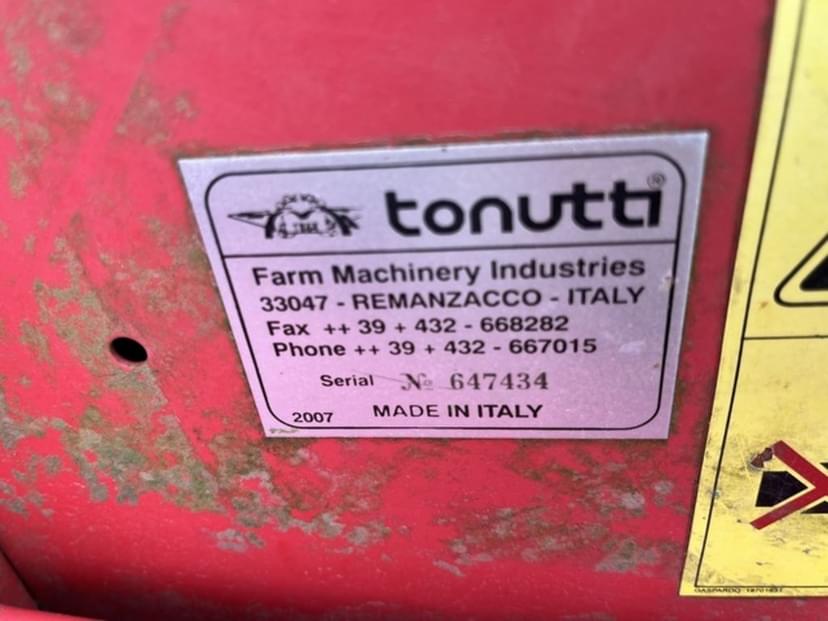 tonutti®
Farm Machinery Industries
33047 - REMANZACCO - ITALY
Fax ++ 39 + 432 - 668282
Phone ++ 39 + 432 - 667015
Serial № 647434
2007 MADE IN ITALY
GASPARDO